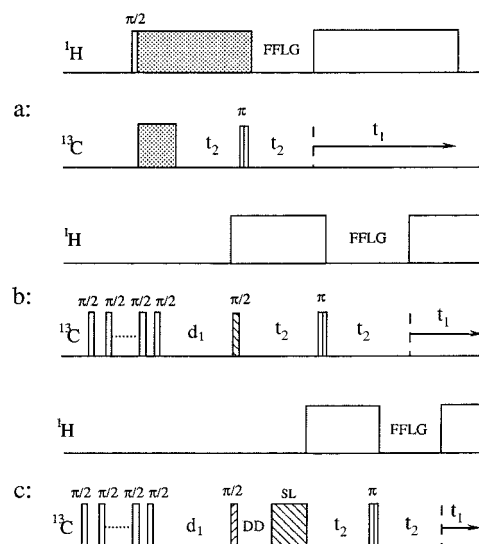 π/2
¹H FFLG
a:
π
¹³C t₂ t₂ t₁
¹H FFLG
b:
π/2 π/2 π/2 π/2 π/2 π
¹³C ........ d₁ t₂ t₂ t₁
¹H FFLG
c:
π/2 π/2 π/2 π/2 π/2 SL π
¹³C ........ d₁ DD t₂ t₂ t₁